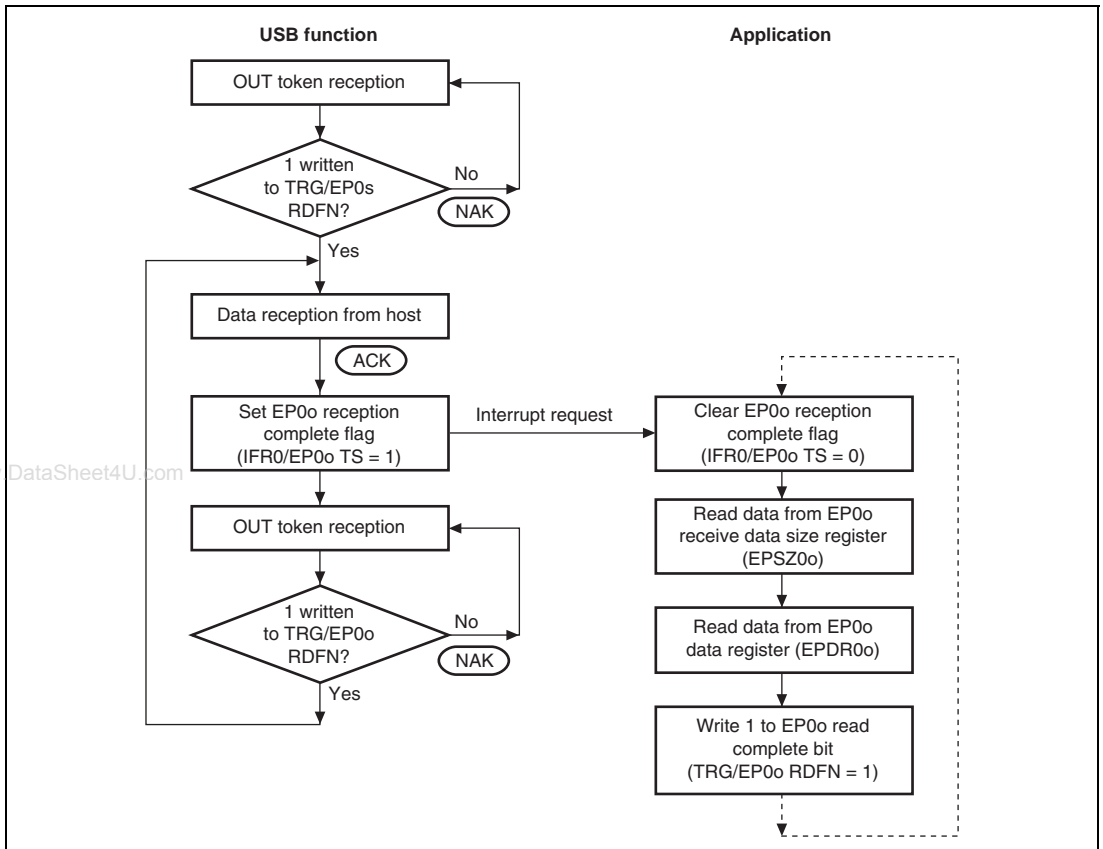 USB function
Application
OUT token reception
1 written
to TRG/EP0s
RDFN?
No
NAK
Yes
Data reception from host
ACK
Set EP0o reception
complete flag
(IFR0/EP0o TS = 1)
Interrupt request
Clear EP0o reception
complete flag
(IFR0/EP0o TS = 0)
.DataSheet4U.com
OUT token reception
Read data from EP0o
receive data size register
(EPSZ0o)
1 written
to TRG/EP0o
RDFN?
No
NAK
Yes
Read data from EP0o
data register (EPDR0o)
Write 1 to EP0o read
complete bit
(TRG/EP0o RDFN = 1)